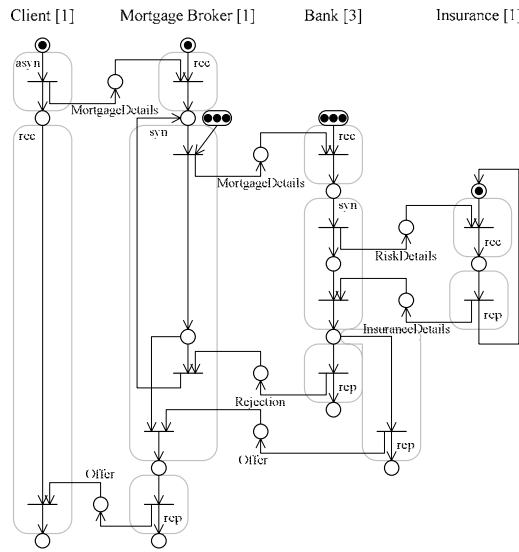 Client [1] Mortgage Broker [1] Bank [3] Insurance [1]
asyn
rec
MortgageDetails
rec
syn
rec
MortgageDetails
syn
RiskDetails
rec
InsuranceDetails
rep
Rejection
rep
Offer
rep
Offer
rep